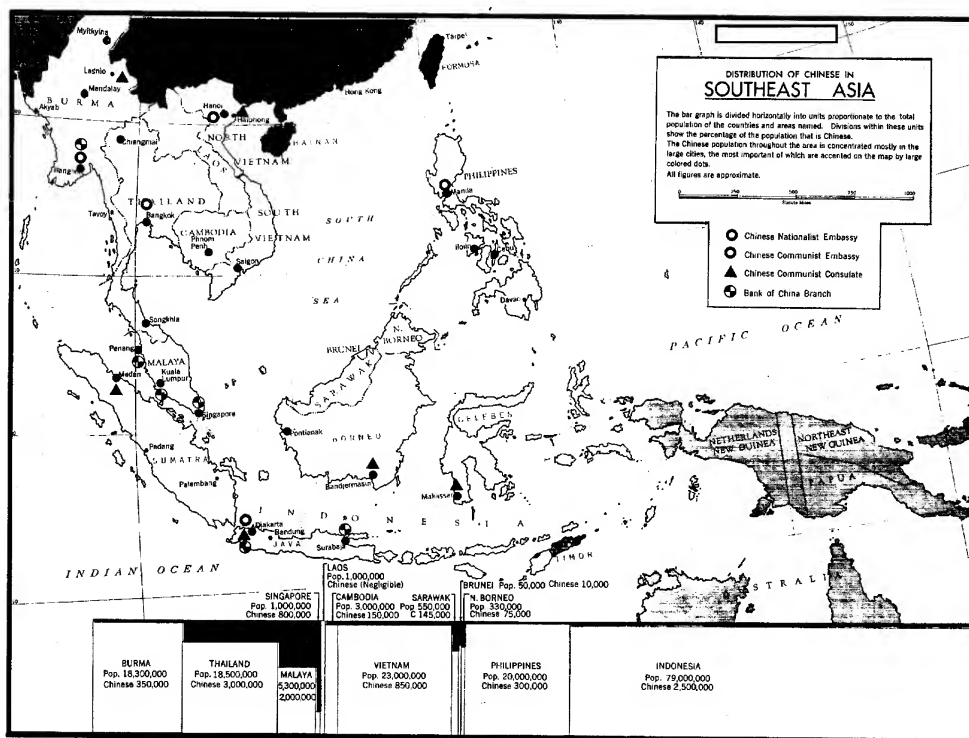 DISTRIBUTION OF CHINESE IN
SOUTHEAST ASIA
The bar graph is divided horizontally into units proportionate to the total
population of the countries and areas named. Divisions within these units
show the percentage of the population that is Chinese.
The Chinese population throughout the area is concentrated mostly in the
large cities, the most important of which are accented on the map by large
colored dots.
All figures are approximate.
0 250 500 750 1000
Statute Miles
Chinese Nationalist Embassy
Chinese Communist Embassy
Chinese Communist Consulate
Bank of China Branch
Myitkyina
Lashio
Mandalay
BURMA
Akyab
Chiengmai
Tavoy
THAILAND
Bangkok
Hanoi
Haiphong
NORTH
VIETNAM
LAOS
HAINAN
Hong Kong
Taipei
FORMOSA
CAMBODIA
Phnom
Penh
SOUTH
VIETNAM
Saigon
SOUTH
CHINA
SEA
PHILIPPINES
Manila
Iloilo
Cebu
Davao
PACIFIC OCEAN
Songkhla
Penang
MALAYA
Medan
Kuala
Lumpur
Singapore
BRUNEI
N.
BORNEO
SARAWAK
Pontianak
BORNEO
CELEBES
Padang
SUMATRA
Palembang
Bandjermasin
Makassar
INDONESIA
Djakarta
Bandung
JAVA
Surabaja
TIMOR
NETHERLANDS
NEW GUINEA
NORTHEAST
NEW GUINEA
PAPUA
AUSTRALIA
INDIAN OCEAN
LAOS
Pop. 1,000,000
Chinese (Negligible)
BRUNEI Pop. 50,000 Chinese 10,000
SINGAPORE
Pop. 1,000,000
Chinese 800,000
CAMBODIA
Pop. 3,000,000
Chinese 150,000
SARAWAK
Pop 550,000
C 145,000
N. BORNEO
Pop. 330,000
Chinese 75,000
BURMA
Pop. 18,300,000
Chinese 350,000
THAILAND
Pop. 18,500,000
Chinese 3,000,000
MALAYA
5,300,000
2,000,000
VIETNAM
Pop. 23,000,000
Chinese 850,000
PHILIPPINES
Pop. 20,000,000
Chinese 300,000
INDONESIA
Pop. 79,000,000
Chinese 2,500,000